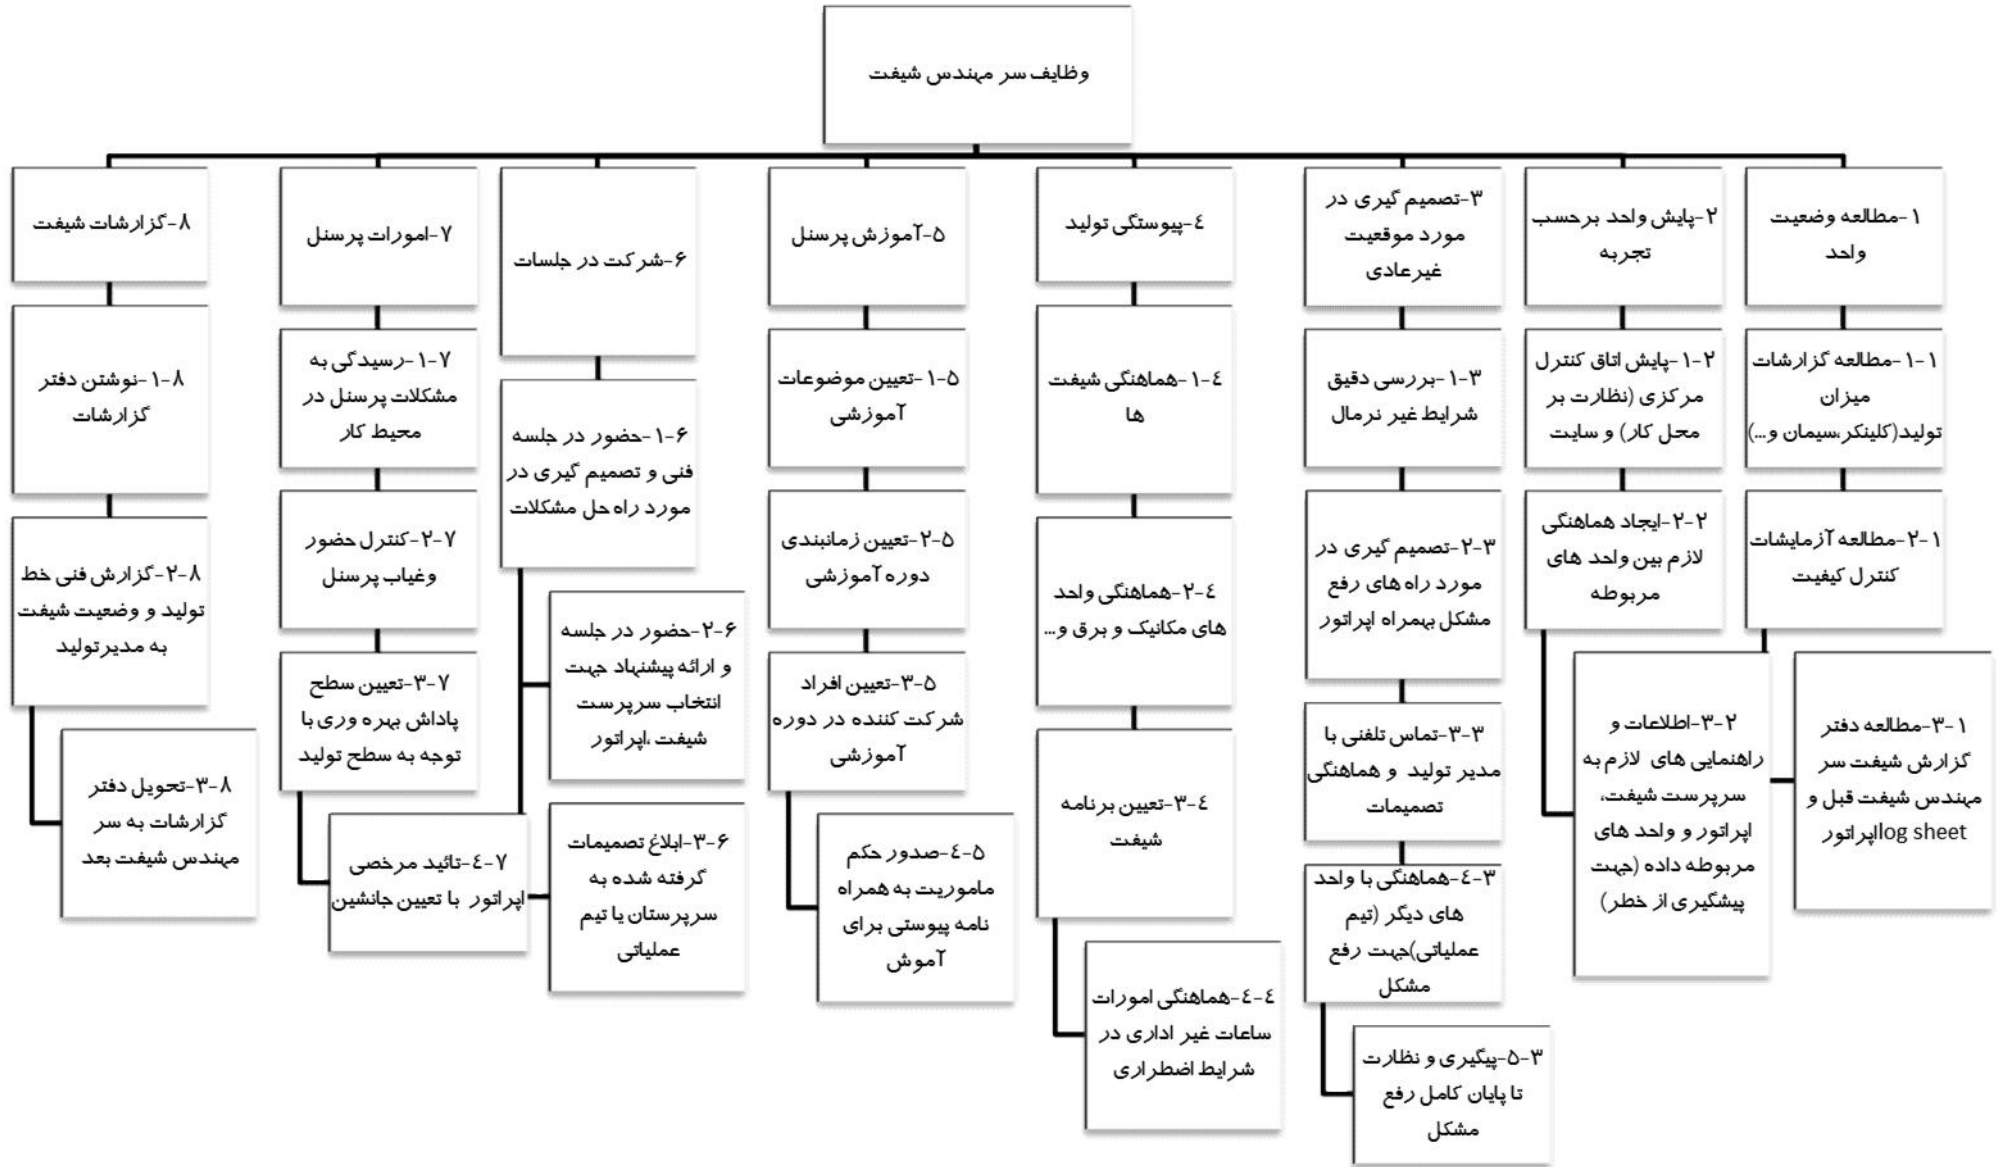 وظایف سر مهندس شیفت
۱-مطالعه وضعیت
واحد
۱-۱-مطالعه گزارشات
میزان
تولید(کلینکر،سیمان و...)
۱-۲-مطالعه آزمایشات
کنترل کیفیت
۱-۳-مطالعه دفتر
گزارش شیفت سر
مهندس شیفت قبل و
log sheetاپراتور
۲-پایش واحد برحسب
تجربه
۲-۱-پایش اتاق کنترل
مرکزی (نظارت بر
محل کار) و سایت
۲-۲-ایجاد هماهنگی
لازم بین واحد های
مربوطه
۲-۳-اطلاعات و
راهنمایی های لازم به
سرپرست شیفت،
اپراتور و واحد های
مربوطه داده (جهت
پیشگیری از خطر)
۳-تصمیم گیری در
مورد موقعیت
غیرعادی
۳-۱-بررسی دقیق
شرایط غیر نرمال
۳-۲-تصمیم گیری در
مورد راه های رفع
مشکل بهمراه اپراتور
۳-۳-تماس تلفنی با
مدیر تولید و هماهنگی
تصمیمات
۳-٤-هماهنگی با واحد
های دیگر (تیم
عملیاتی)جهت رفع
مشکل
۳-۵-پیگیری و نظارت
تا پایان کامل رفع
مشکل
٤-پیوستگی تولید
٤-۱-هماهنگی شیفت
ها
٤-۲-هماهنگی واحد
های مکانیک و برق و...
٤-۳-تعیین برنامه
شیفت
٤-٤-هماهنگی امورات
ساعات غیر اداری در
شرایط اضطراری
۵-آموزش پرسنل
۵-۱-تعیین موضوعات
آموزشی
۵-۲-تعیین زمانبندی
دوره آموزشی
۵-۳-تعیین افراد
شرکت کننده در دوره
آموزشی
۵-٤-صدور حکم
ماموریت به همراه
نامه پیوستی برای
آموش
۶-شرکت در جلسات
۶-۱-حضور در جلسه
فنی و تصمیم گیری در
مورد راه حل مشکلات
۶-۲-حضور در جلسه
و ارائه پیشنهاد جهت
انتخاب سرپرست
شیفت ،اپراتور
۶-۳-ابلاغ تصمیمات
گرفته شده به
سرپرستان یا تیم
عملیاتی
۷-امورات پرسنل
۷-۱-رسیدگی به
مشکلات پرسنل در
محیط کار
۷-۲-کنترل حضور
وغیاب پرسنل
۷-۳-تعیین سطح
پاداش بهره وری با
توجه به سطح تولید
۷-٤-تائید مرخصی
اپراتور با تعیین جانشین
۸-گزارشات شیفت
۸-۱-نوشتن دفتر
گزارشات
۸-۲-گزارش فنی خط
تولید و وضعیت شیفت
به مدیرتولید
۸-۳-تحویل دفتر
گزارشات به سر
مهندس شیفت بعد